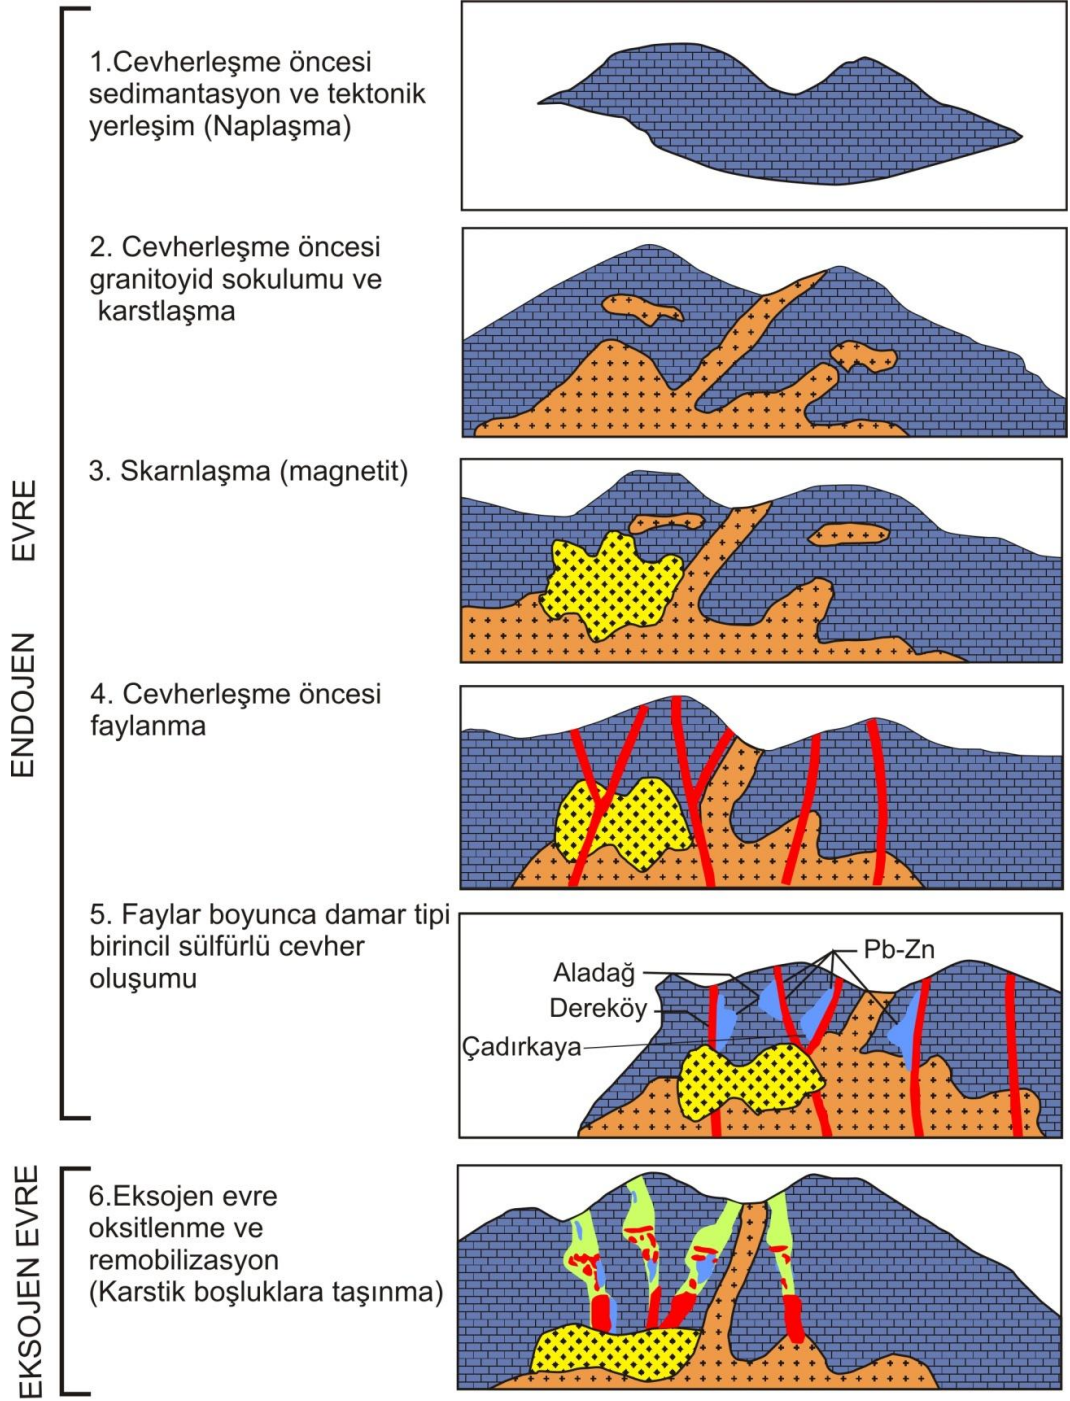 1.Cevherleşme öncesi
sedimantasyon ve tektonik
yerleşim (Naplaşma)
2. Cevherleşme öncesi
granitoyid sokulumu ve
karstlaşma
3. Skarnlaşma (magnetit)
4. Cevherleşme öncesi
faylanma
5. Faylar boyunca damar tipi
birincil sülfürlü cevher
oluşumu
Pb-Zn
Aladağ
Dereköy
Çadırkaya
ENDOJEN EVRE
6.Eksojen evre
oksitlenme ve
remobilizasyon
(Karstik boşluklara taşınma)
EKSOJEN EVRE